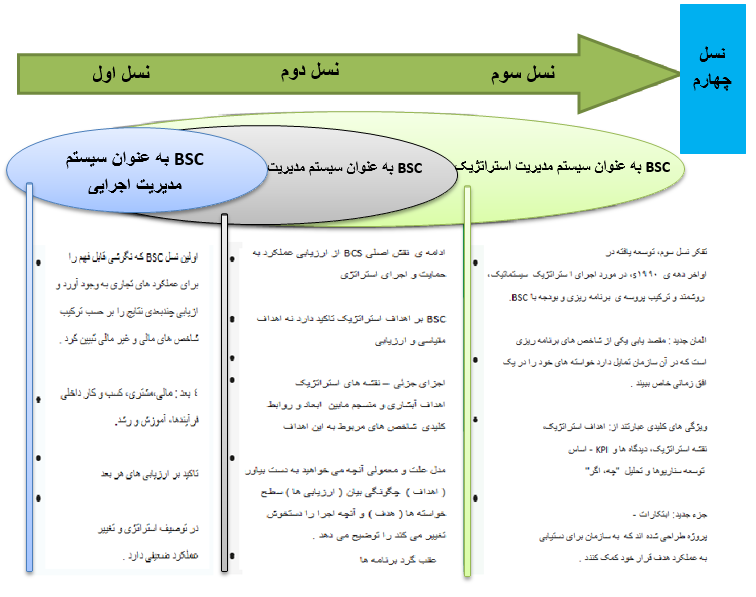 نسل اول
نسل دوم
نسل سوم
نسل
چهارم
BSC به عنوان سیستم
مدیریت اجرایی
BSC به عنوان سیستم مدیریت
BSC به عنوان سیستم مدیریت استراتژیک
اولین نسل BSC که نگرشی قابل فهم را
برای عملکرد های تجاری به وجود آورد و
ازیابی چندبعدی نتایج را بر حسب ترکیب
شاخص های مالی و غیر مالی تبیین کرد .
٤ بعد : مالی،مشتری، کسب و کار داخلی
فرآیندها، آموزش و رشد.
تاکید بر ارزیابی های هر بعد
در توصیف استراتژی و تغییر
عملکرد ضعیفی دارد .
ادامه ی نقش اصلی BCS از ارزیابی عملکرد به
حمایت و اجرای استراتژی
BSC بر اهداف استراتژیک تاکید دارد نه اهداف
مقیاسی و ارزیابی
اجزای جزئی – نقشه های استراتژیک
اهداف آبشاری و منسجم مابین ابعاد و روابط
کلیدی شاخص های مربوط به این اهداف
مدل علت و معمولی آنچه می خواهید به دست بیاور
( اهداف ) چگونگی بیان ( ارزیابی ها ) سطح
خواسته ها ( هدف ) و آنچه اجرا را دستخوش
تغییر می کند را توضیح می دهد .
عقب گرد برنامه ها
تفکر نسل سوم، توسعه یافته در
اواخر دهه ی ۱۹۹۰s، در مورد اجرای استراتژیک سیستماتیک،
روشمند و ترکیب پروسه ی برنامه ریزی و بودجه با BSC.
المان جدید : مقصد یابی یکی از شاخص های برنامه ریزی
است که در آن سازمان تمایل دارد خواسته های خود را در یک
افق زمانی خاص ببیند .
ویژگی های کلیدی عبارتند از: اهداف استراتژیک،
نقشه استراتژیک، دیدگاه ها و KPI - اساس
توسعه سناریوها و تحلیل "چه، اگر"
جزء جدید: ابتکارات -
پروژه طراحی شده اند که به سازمان برای دستیابی
به عملکرد هدف قرار خود کمک کنند .